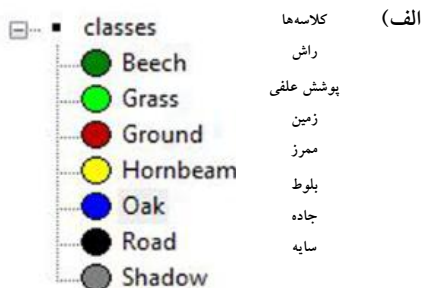 الف)
classes کلاسه‌ها
Beech راش
Grass پوشش علفی
Ground زمین
Hornbeam ممرز
Oak بلوط
Road جاده
Shadow سایه